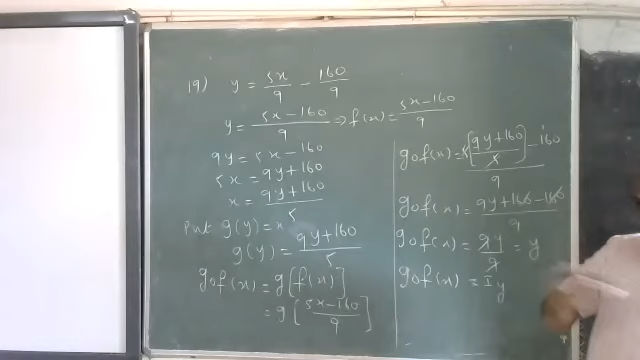 19) y = 5x/9 - 160/9
y = (5x-160)/9 ⇒ f(x) = (5x-160)/9
9y = 5x - 160
5x = 9y+160
x = (9y+160)/5
Put g(y) = x
g(y) = (9y+160)/5
gof(x) = g[f(x)]
= g[(5x-160)/9]
gof(x) = (5[(9y+160)/5] - 160)/9
gof(x) = (9y+160-160)/9
gof(x) = 9y/9 = y
gof(x) = I y